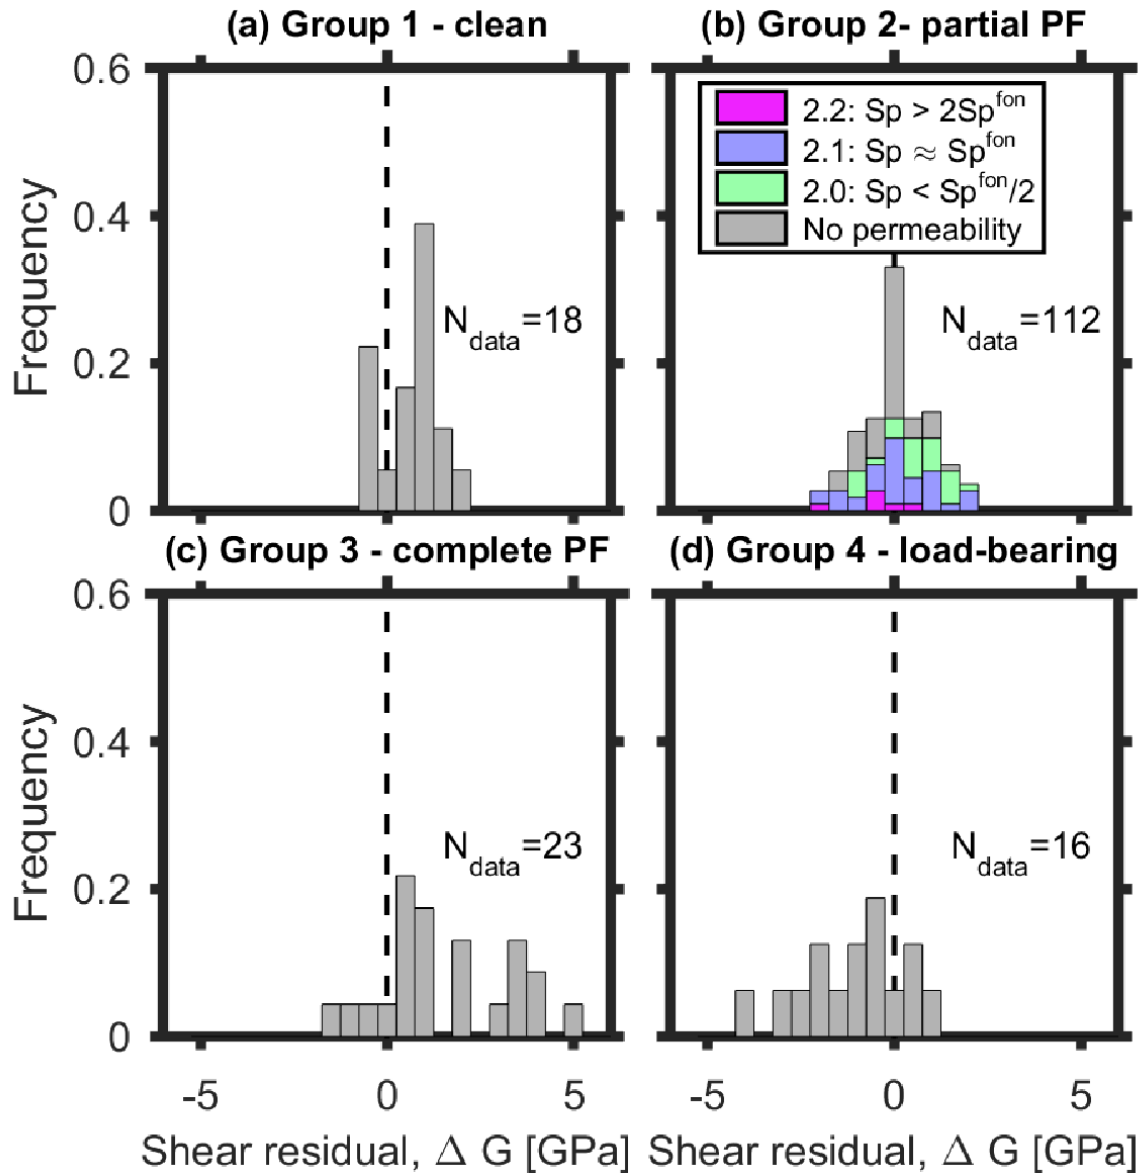 (a) Group 1 - clean
(b) Group 2- partial PF
0.6
0.4
0.2
0
Frequency
N_data=18
2.2: Sp > 2Sp^fon
2.1: Sp ≈ Sp^fon
2.0: Sp < Sp^fon/2
No permeability
N_data=112
(c) Group 3 - complete PF
(d) Group 4 - load-bearing
0.6
0.4
0.2
0
Frequency
N_data=23
N_data=16
-5 0 5
-5 0 5
Shear residual, Δ G [GPa]
Shear residual, Δ G [GPa]